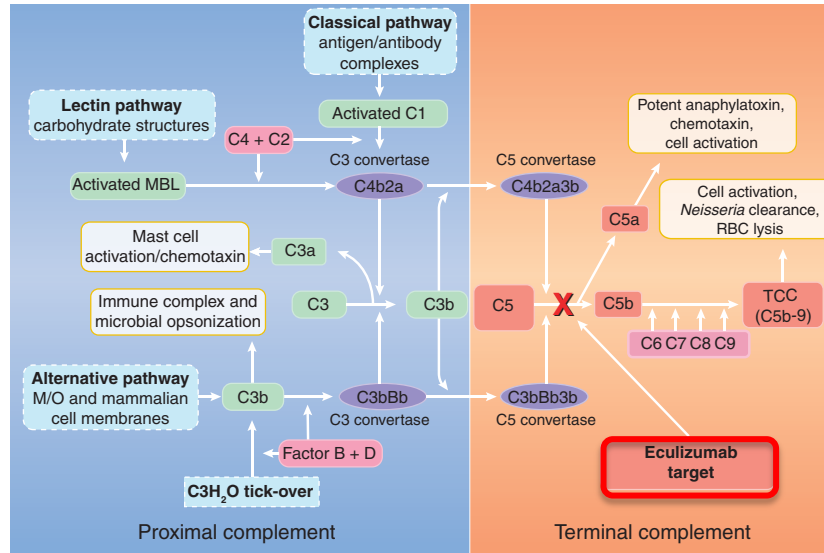 Classical pathway
antigen/antibody
complexes
Lectin pathway
carbohydrate structures
C4 + C2
Activated C1
Potent anaphylatoxin,
chemotaxin,
cell activation
C3 convertase
C5 convertase
Activated MBL
C4b2a
C4b2a3b
Cell activation,
Neisseria clearance,
RBC lysis
C5a
Mast cell
activation/chemotaxin
C3a
C3
C3b
C5
X
C5b
TCC
(C5b-9)
Immune complex and
microbial opsonization
C6 C7 C8 C9
Alternative pathway
M/O and mammalian
cell membranes
C3b
C3bBb
C3 convertase
C3bBb3b
C5 convertase
Factor B + D
Eculizumab
target
C3H₂O tick-over
Proximal complement
Terminal complement